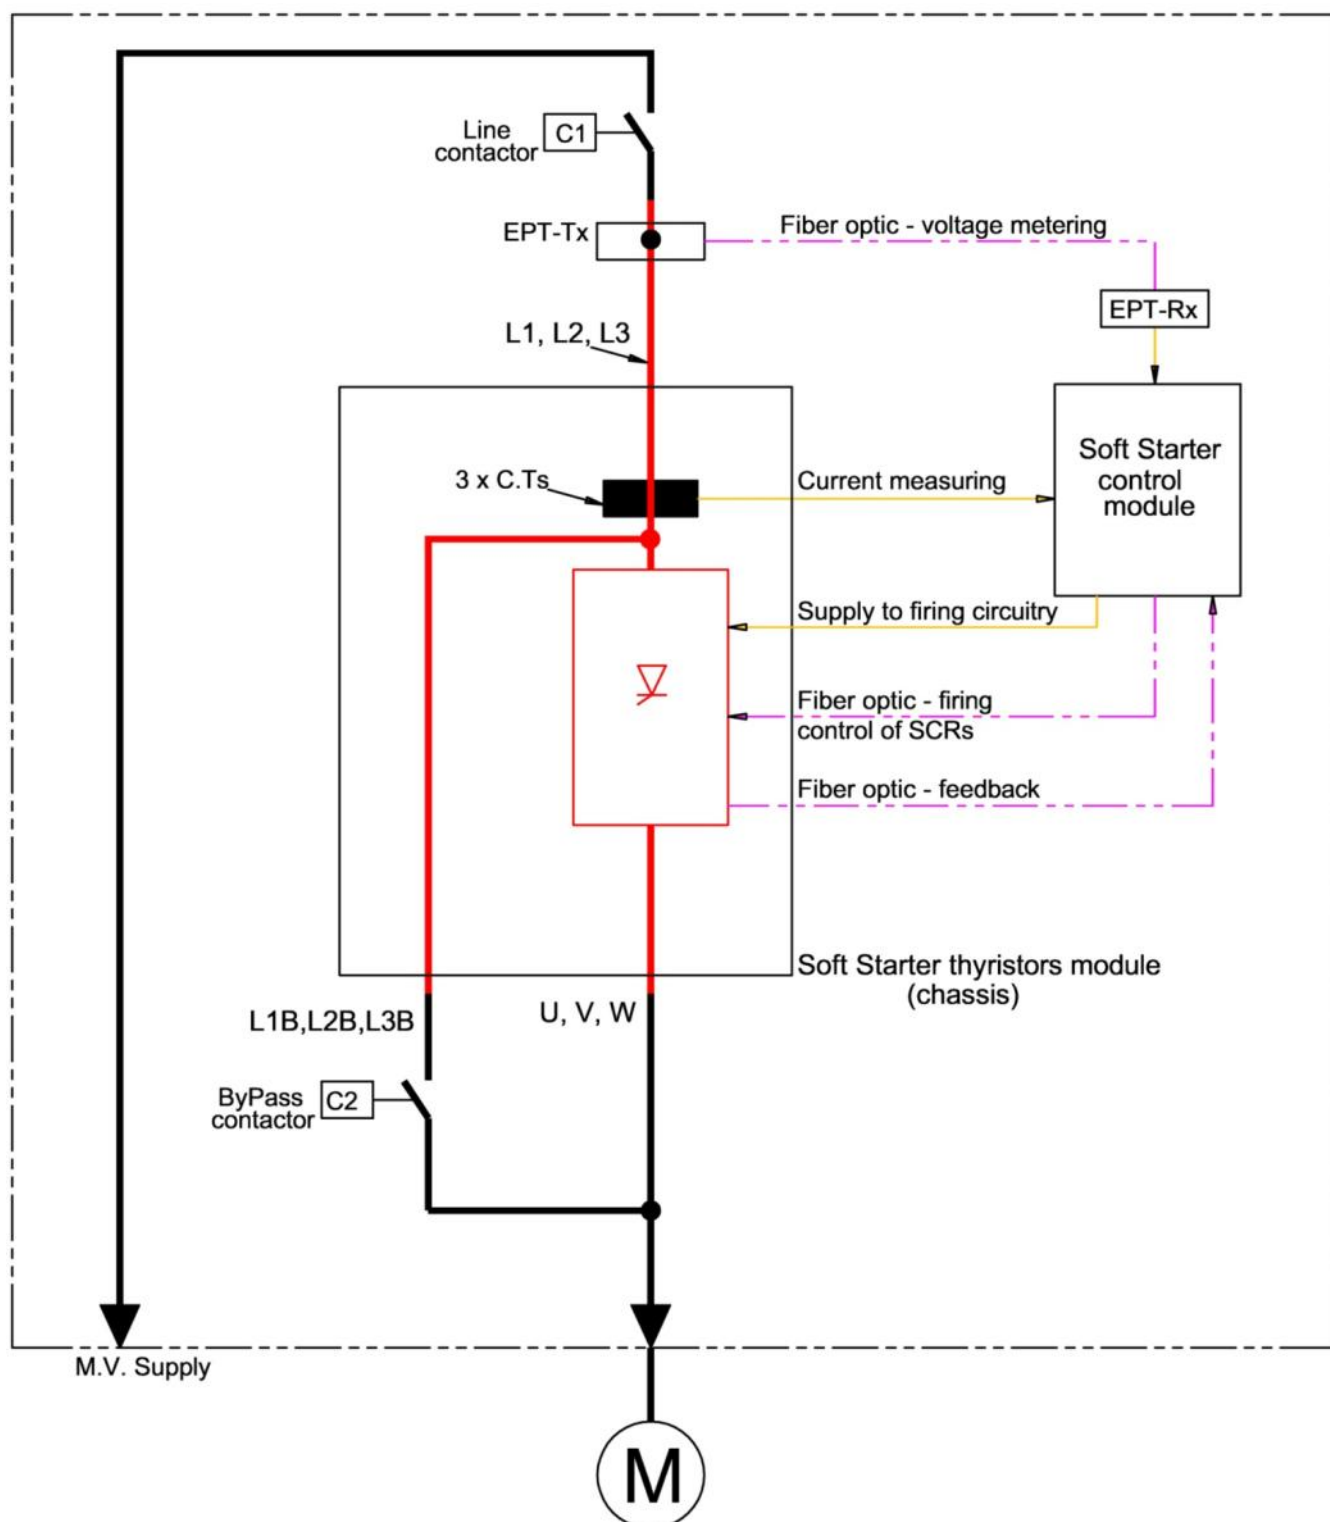 Line
contactor
C1
EPT-Tx
Fiber optic - voltage metering
EPT-Rx
L1, L2, L3
Soft Starter
control
module
3 x C.Ts
Current measuring
Supply to firing circuitry
Fiber optic - firing
control of SCRs
Fiber optic - feedback
Soft Starter thyristors module
(chassis)
L1B,L2B,L3B
U, V, W
ByPass
contactor
C2
M.V. Supply
M